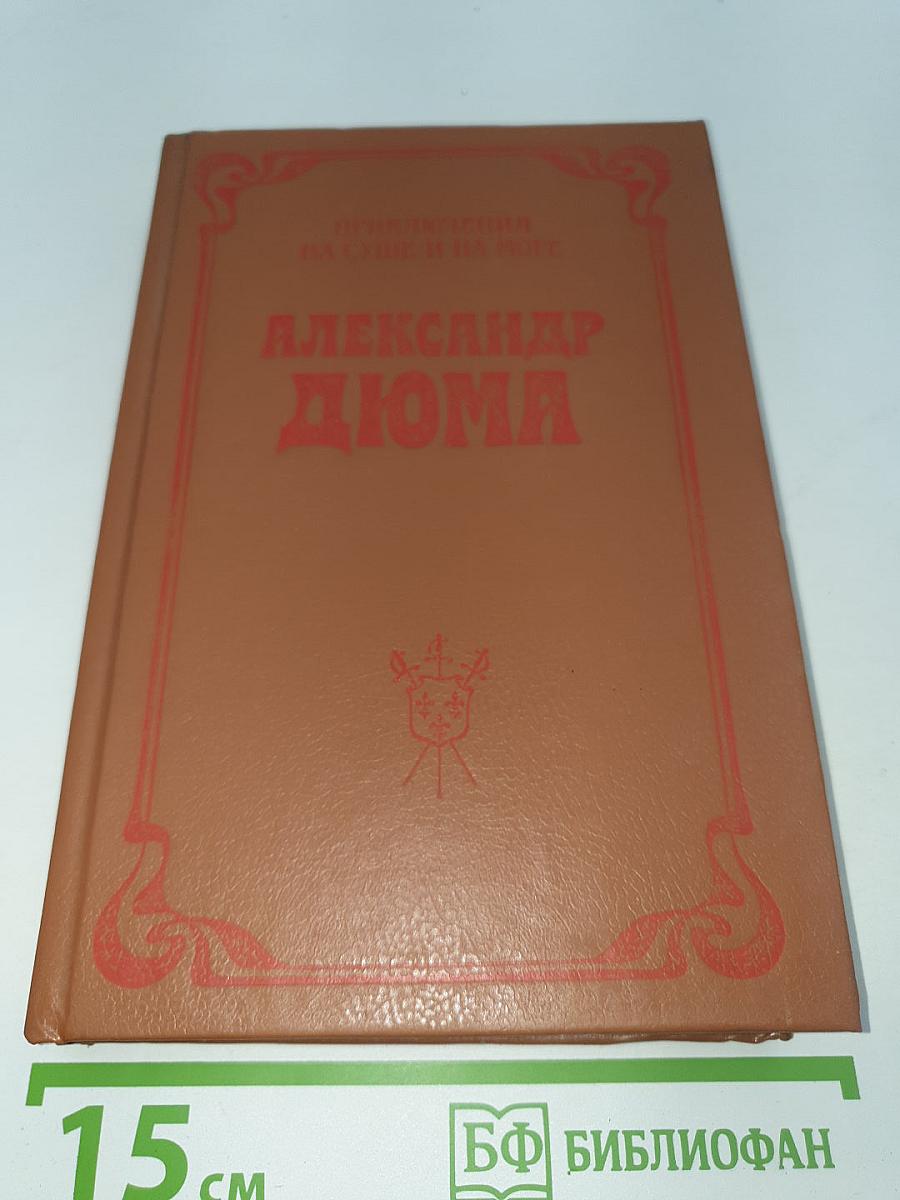 ПРИКЛЮЧЕНИЯ
НА СУШЕ И НА МОРЕ
АЛЕКСАНДР
ДЮМА
15 см
БФ БИБЛИОФАН